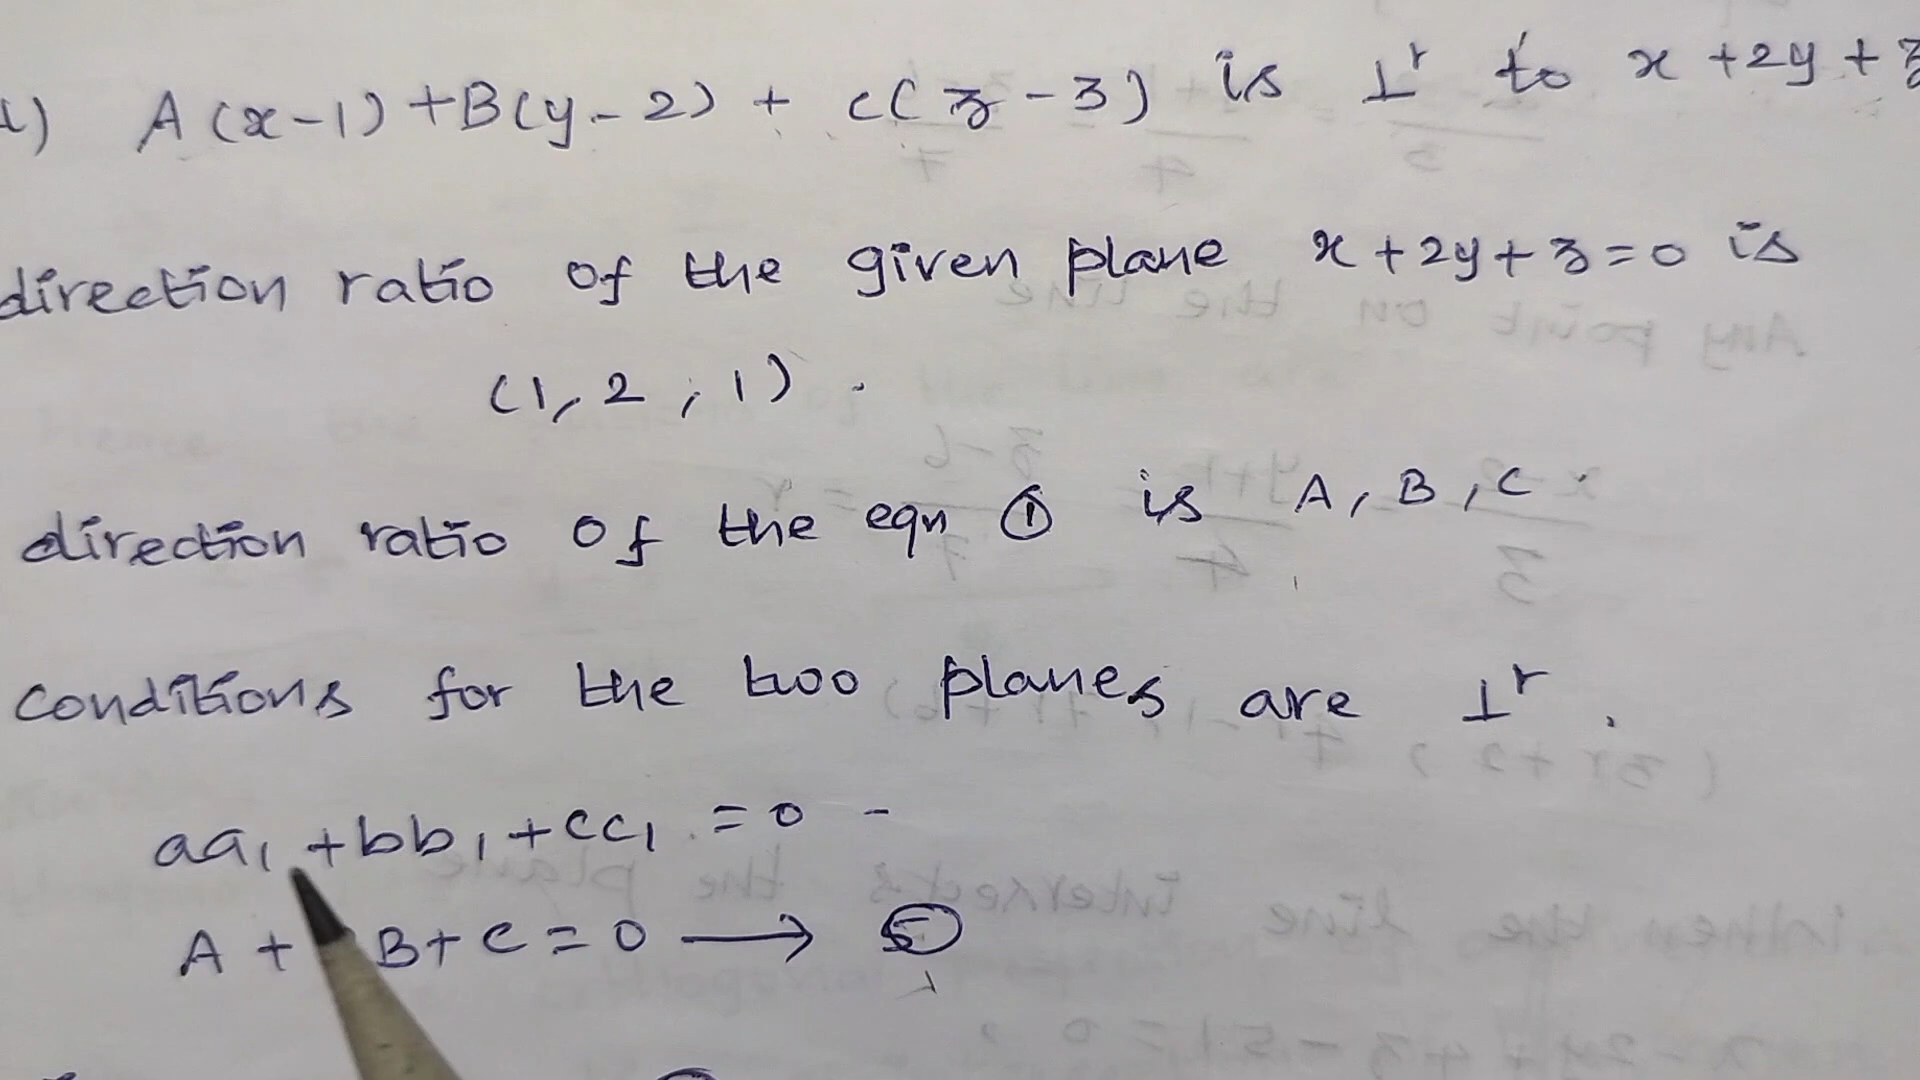 A(x-1)+B(y-2)+c(z-3) is ⊥r to x+2y+z
direction ratio of the given plane x+2y+z=0 is
(1, 2, 1).
direction ratio of the eqn ① is A, B, C.
conditions for the two planes are ⊥r.
aa₁+bb₁+cc₁=0
A+ B+C=0 →